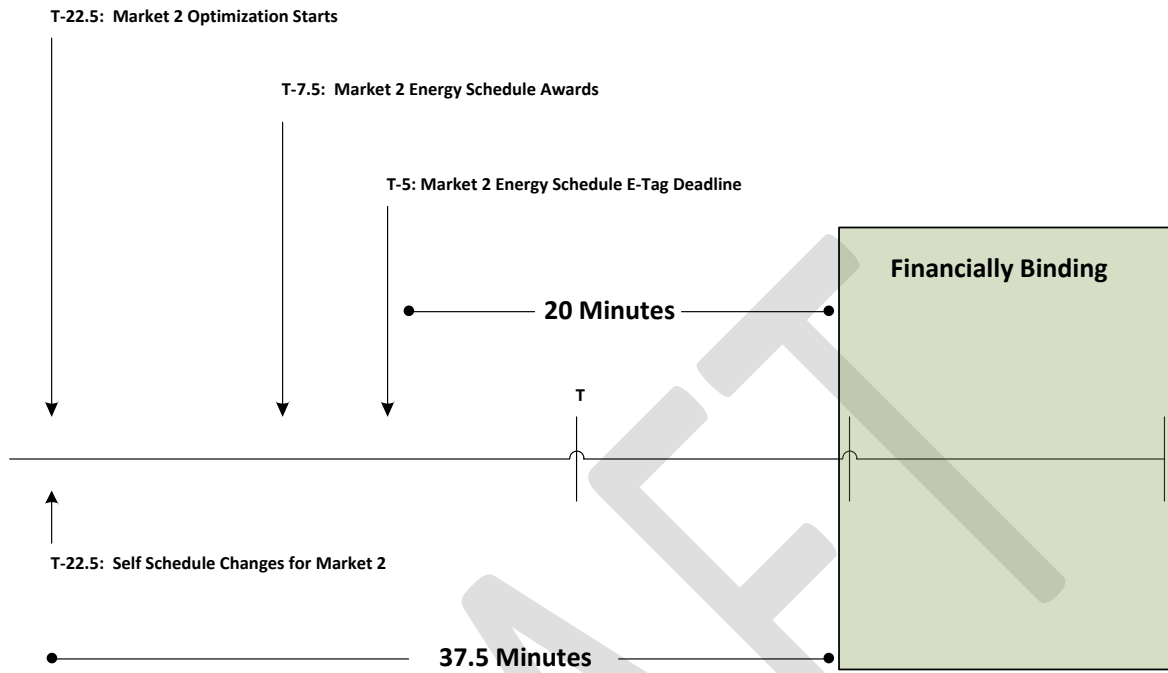 T-22.5: Market 2 Optimization Starts
T-7.5: Market 2 Energy Schedule Awards
T-5: Market 2 Energy Schedule E-Tag Deadline
Financially Binding
20 Minutes
T
T-22.5: Self Schedule Changes for Market 2
37.5 Minutes